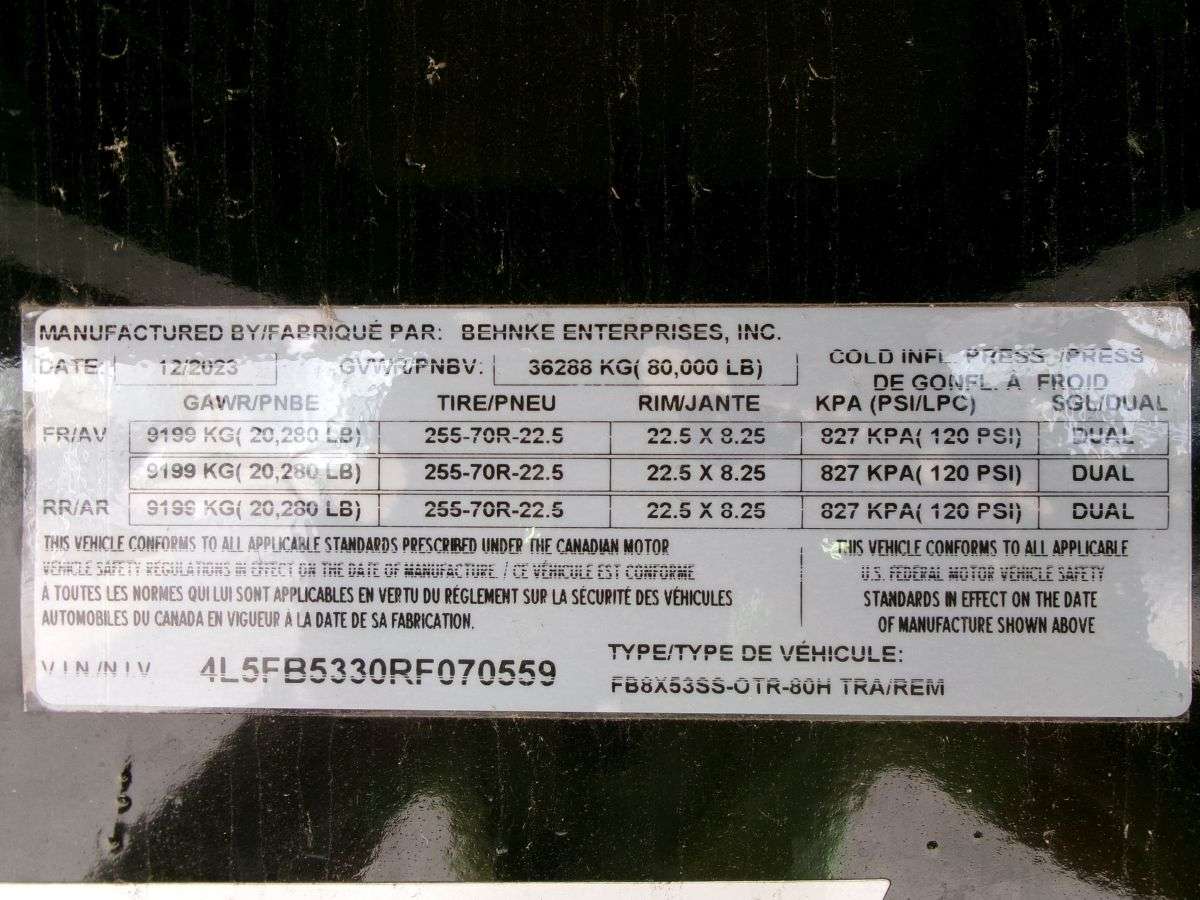 MANUFACTURED BY/FABRIQUÉ PAR: BEHNKE ENTERPRISES, INC.
DATE: 12/2023 GVWR/PNBV: 36288 KG( 80,000 LB) COLD INFL. PRESS. /PRESS
DE GONFL. À FROID
GAWR/PNBE TIRE/PNEU RIM/JANTE KPA (PSI/LPC) SGL/DUAL
FR/AV 9199 KG( 20,280 LB) 255-70R-22.5 22.5 X 8.25 827 KPA( 120 PSI) DUAL
9199 KG( 20,280 LB) 255-70R-22.5 22.5 X 8.25 827 KPA( 120 PSI) DUAL
RR/AR 9199 KG( 20,280 LB) 255-70R-22.5 22.5 X 8.25 827 KPA( 120 PSI) DUAL
THIS VEHICLE CONFORMS TO ALL APPLICABLE STANDARDS PRESCRIBED UNDER THE CANADIAN MOTOR
VEHICLE SAFETY REGULATIONS IN EFFECT ON THE DATE OF MANUFACTURE. / CE VÉHICULE EST CONFORME
À TOUTES LES NORMES QUI LUI SONT APPLICABLES EN VERTU DU RÉGLEMENT SUR LA SÉCURITÉ DES VÉHICULES
AUTOMOBILES DU CANADA EN VIGUEUR À LA DATE DE SA FABRICATION.
THIS VEHICLE CONFORMS TO ALL APPLICABLE
U.S. FEDERAL MOTOR VEHICLE SAFETY
STANDARDS IN EFFECT ON THE DATE
OF MANUFACTURE SHOWN ABOVE
V.I.N./N.I.V. 4L5FB5330RF070559
TYPE/TYPE DE VÉHICULE:
FB8X53SS-OTR-80H TRA/REM